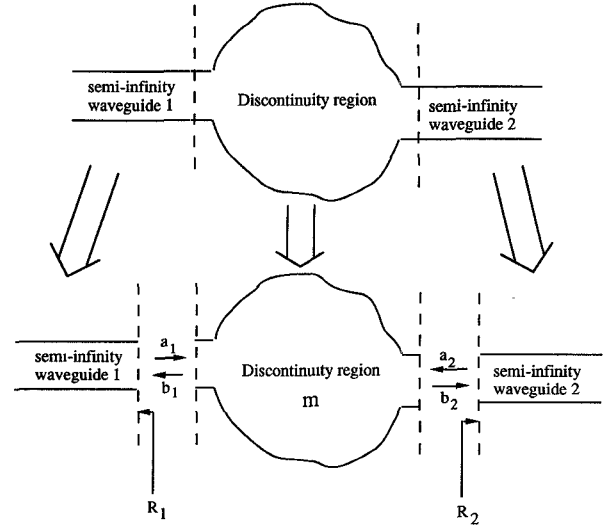 semi-infinity
waveguide 1
Discontinuity region
semi-infinity
waveguide 2
semi-infinity
waveguide 1
a1
b1
Discontinuity region
m
a2
b2
semi-infinity
waveguide 2
R1
R2